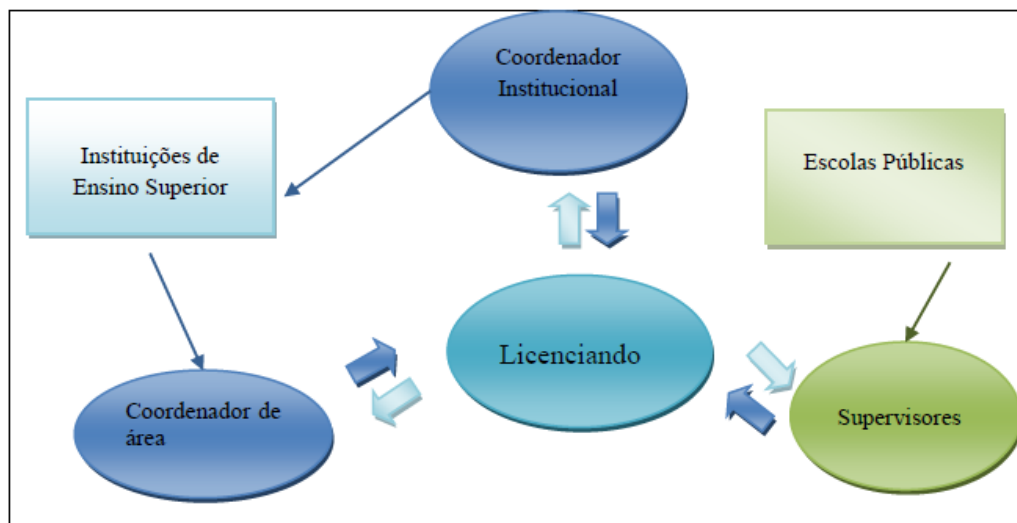 Coordenador
Institucional
Instituições de
Ensino Superior
Escolas Públicas
Licenciando
Coordenador de
área
Supervisores